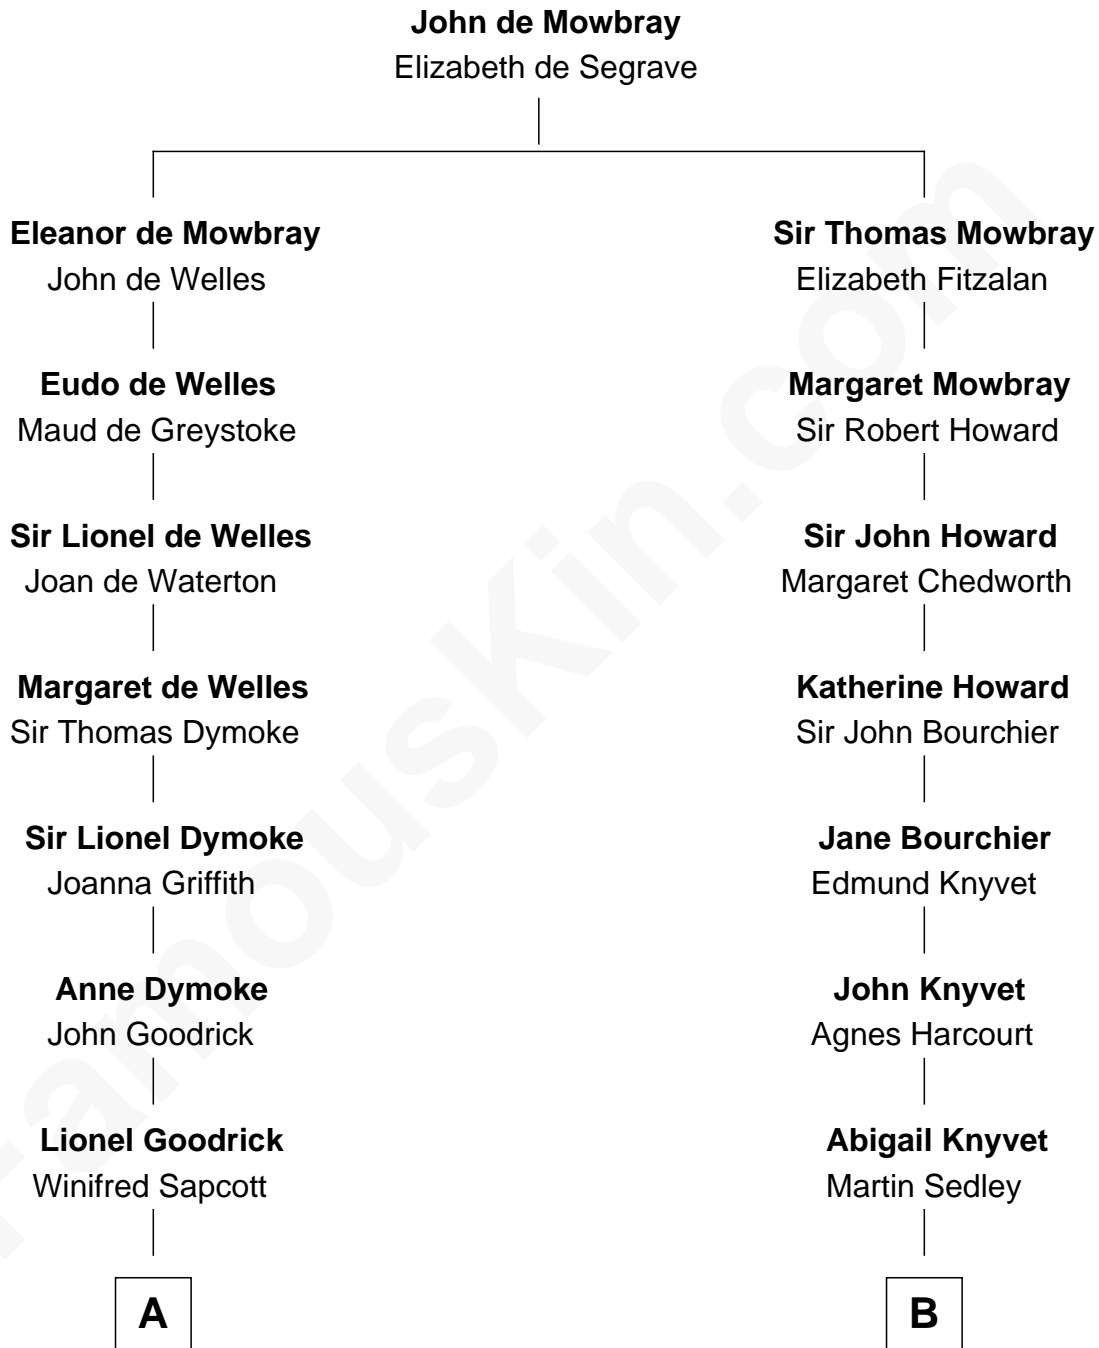 John de Mowbray
Elizabeth de Segrave
Eleanor de Mowbray
John de Welles
Eudo de Welles
Maud de Greystoke
Sir Lionel de Welles
Joan de Waterton
Margaret de Welles
Sir Thomas Dymoke
Sir Lionel Dymoke
Joanna Griffith
Anne Dymoke
John Goodrick
Lionel Goodrick
Winifred Sapcott
A
Sir Thomas Mowbray
Elizabeth Fitzalan
Margaret Mowbray
Sir Robert Howard
Sir John Howard
Margaret Chedworth
Katherine Howard
Sir John Bourchier
Jane Bourchier
Edmund Knyvet
John Knyvet
Agnes Harcourt
Abigail Knyvet
Martin Sedley
B
FamousKin.com